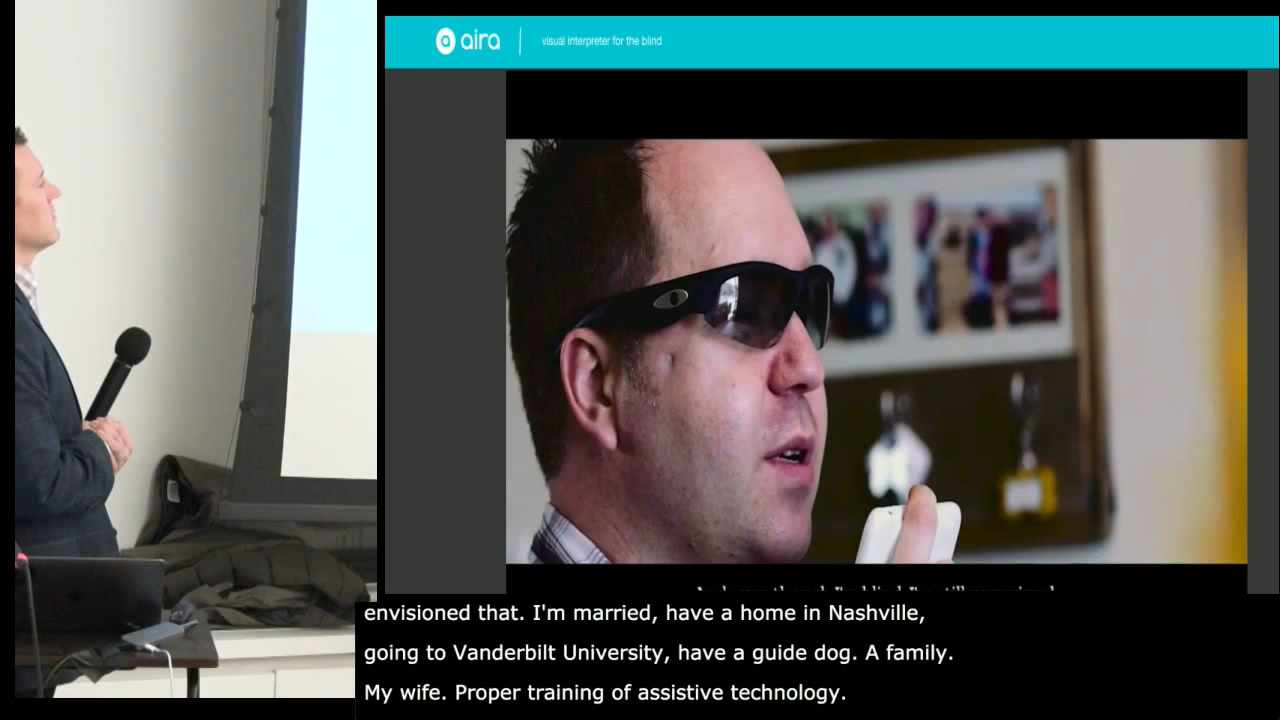 aira
visual interpreter for the blind
envisioned that. I'm married, have a home in Nashville,
going to Vanderbilt University, have a guide dog. A family.
My wife. Proper training of assistive technology.